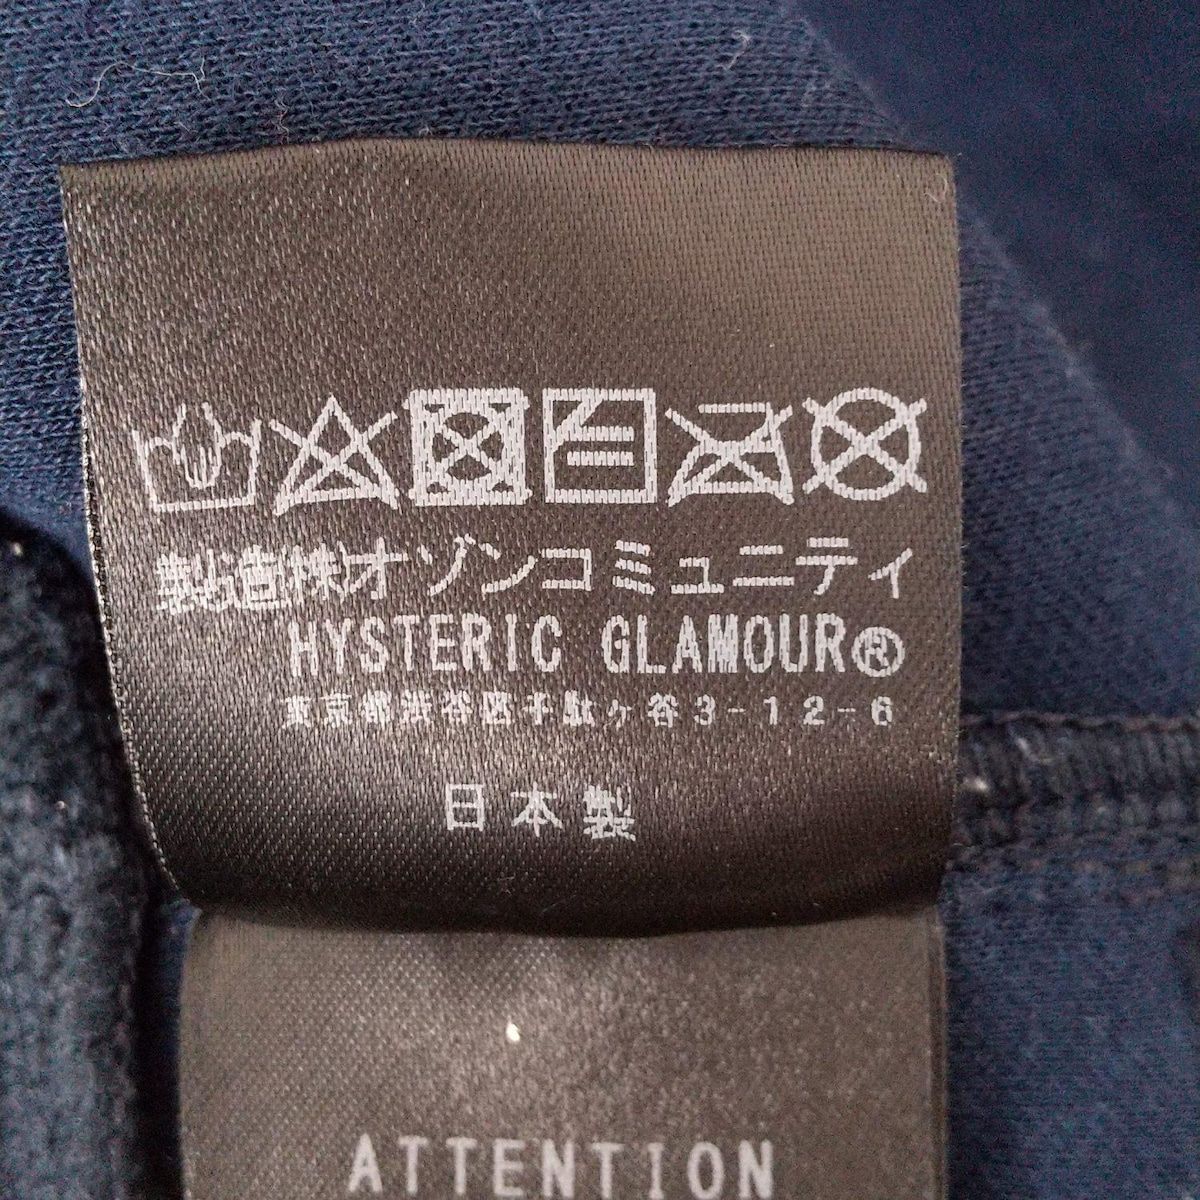 製造㈱オゾンコミュニティ
HYSTERIC GLAMOUR®
東京都渋谷区千駄ヶ谷3-12-6
日本製
ATTENTION